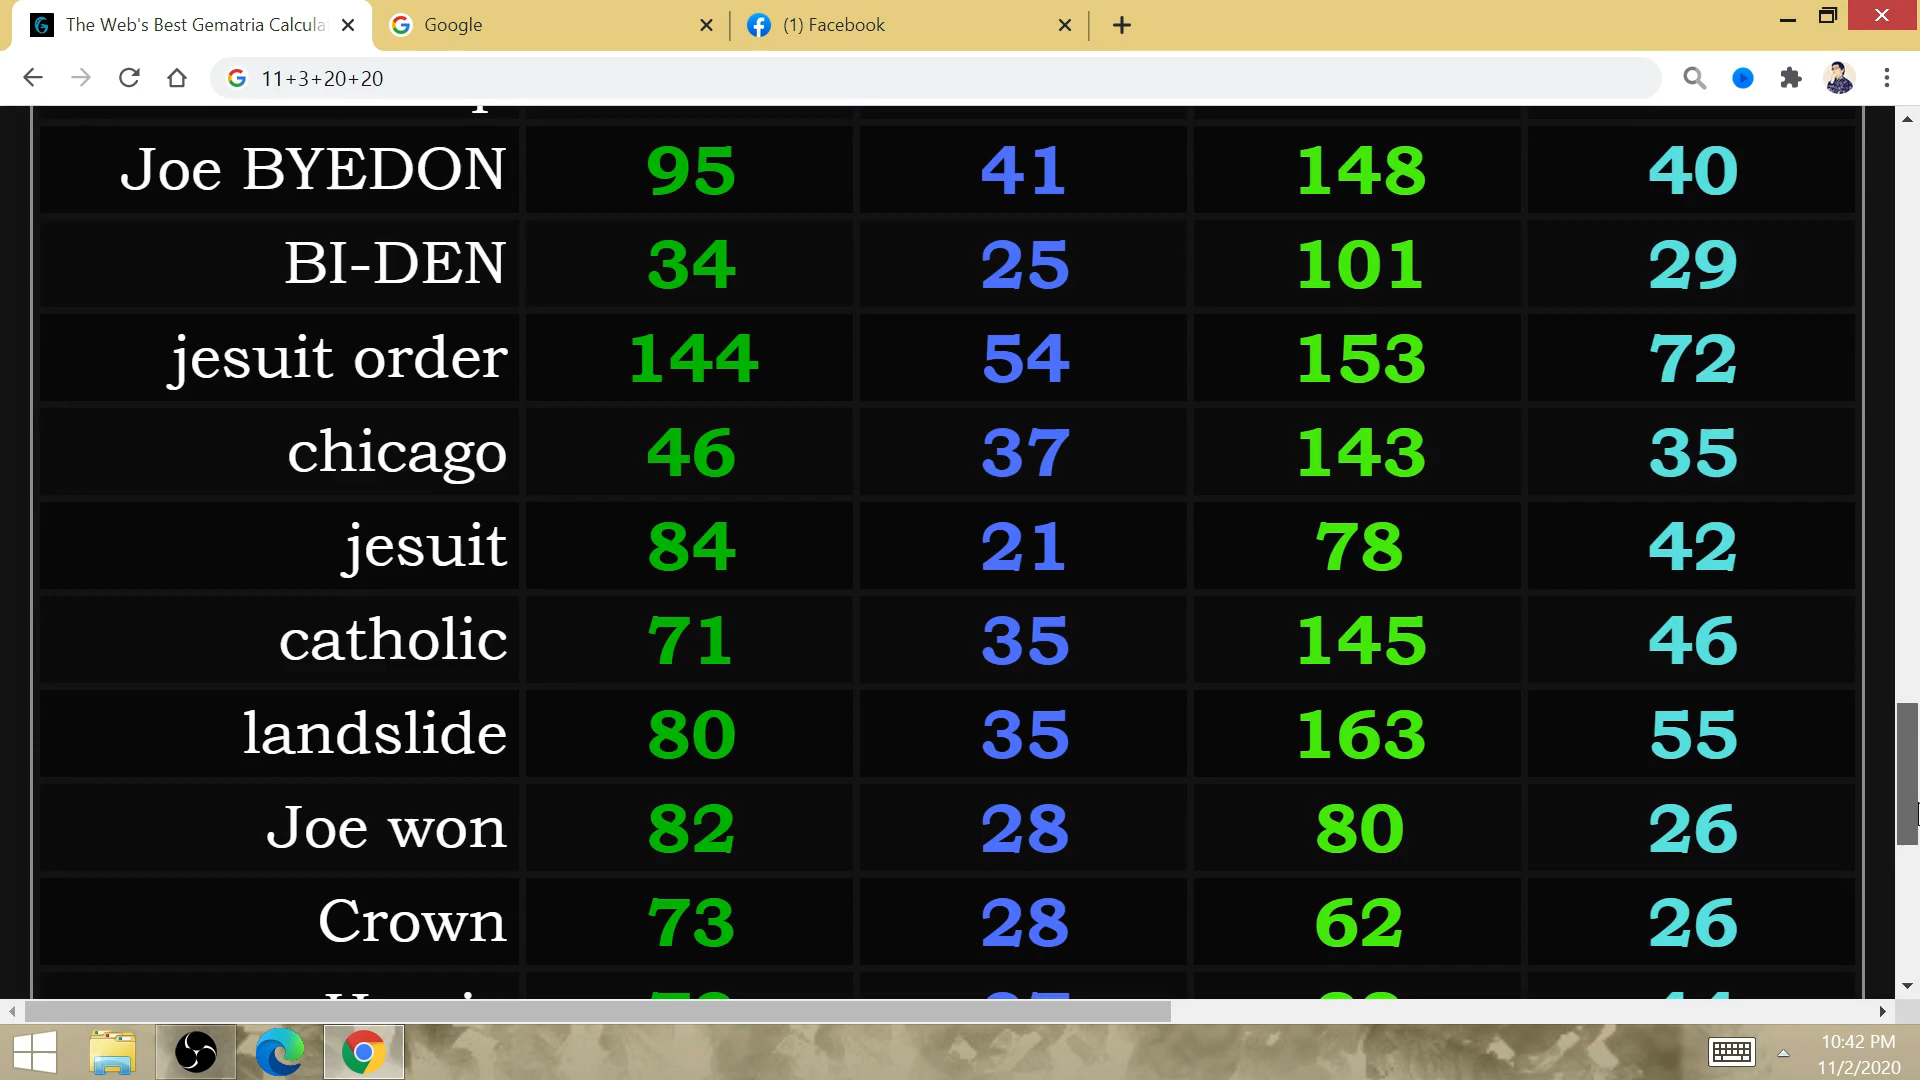 The Web's Best Gematria Calcula
Google
(1) Facebook
11+3+20+20
Joe BYEDON 95 41 148 40
BI-DEN 34 25 101 29
jesuit order 144 54 153 72
chicago 46 37 143 35
jesuit 84 21 78 42
catholic 71 35 145 46
landslide 80 35 163 55
Joe won 82 28 80 26
Crown 73 28 62 26
10:42 PM
11/2/2020